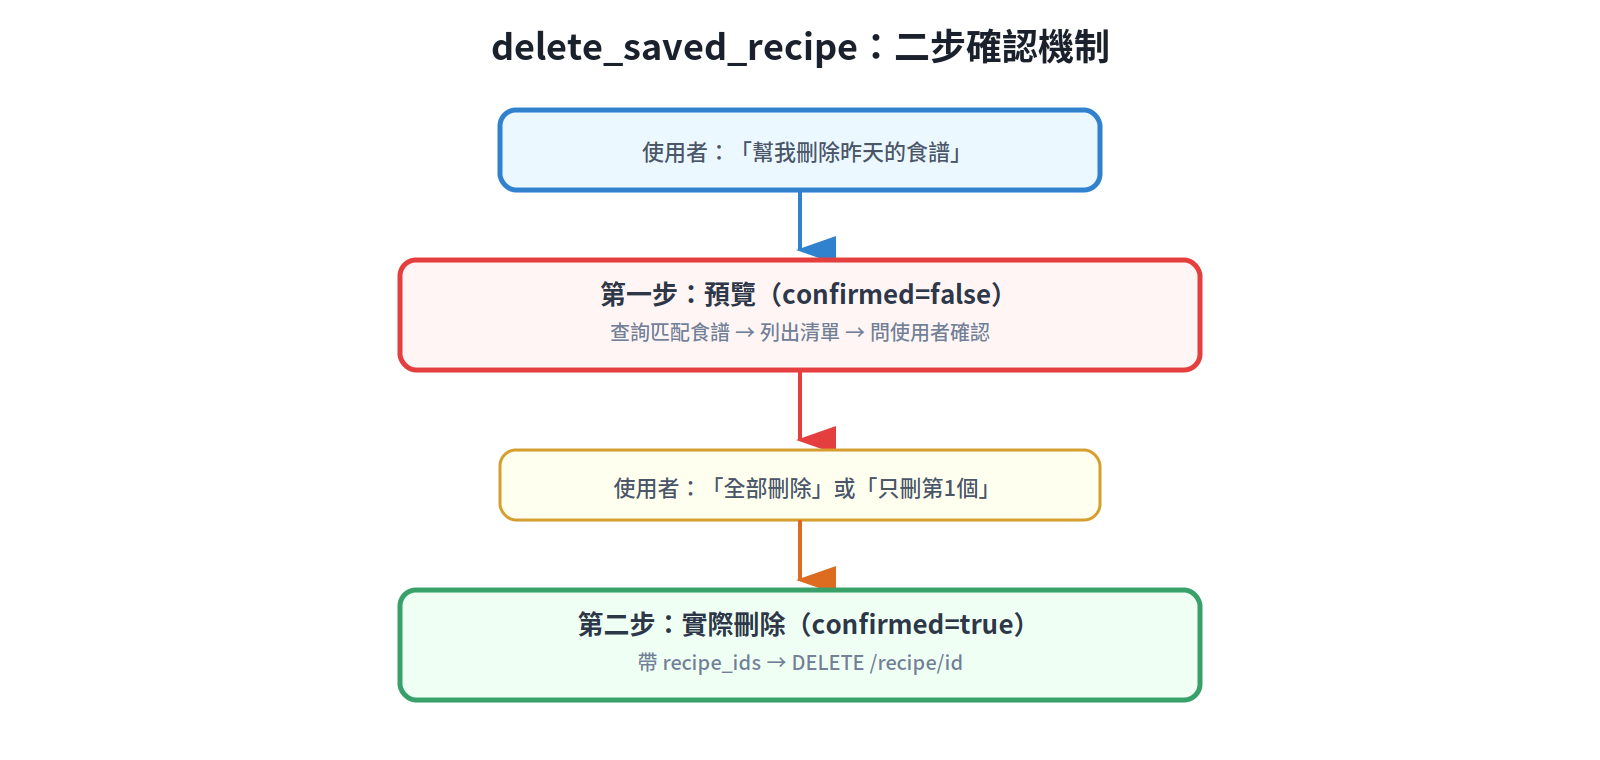 delete_saved_recipe：二步確認機制
使用者：「幫我刪除昨天的食譜」
第一步：預覽（confirmed=false）
查詢匹配食譜 → 列出清單 → 問使用者確認
使用者：「全部刪除」或「只刪第1個」
第二步：實際刪除（confirmed=true）
帶 recipe_ids → DELETE /recipe/id